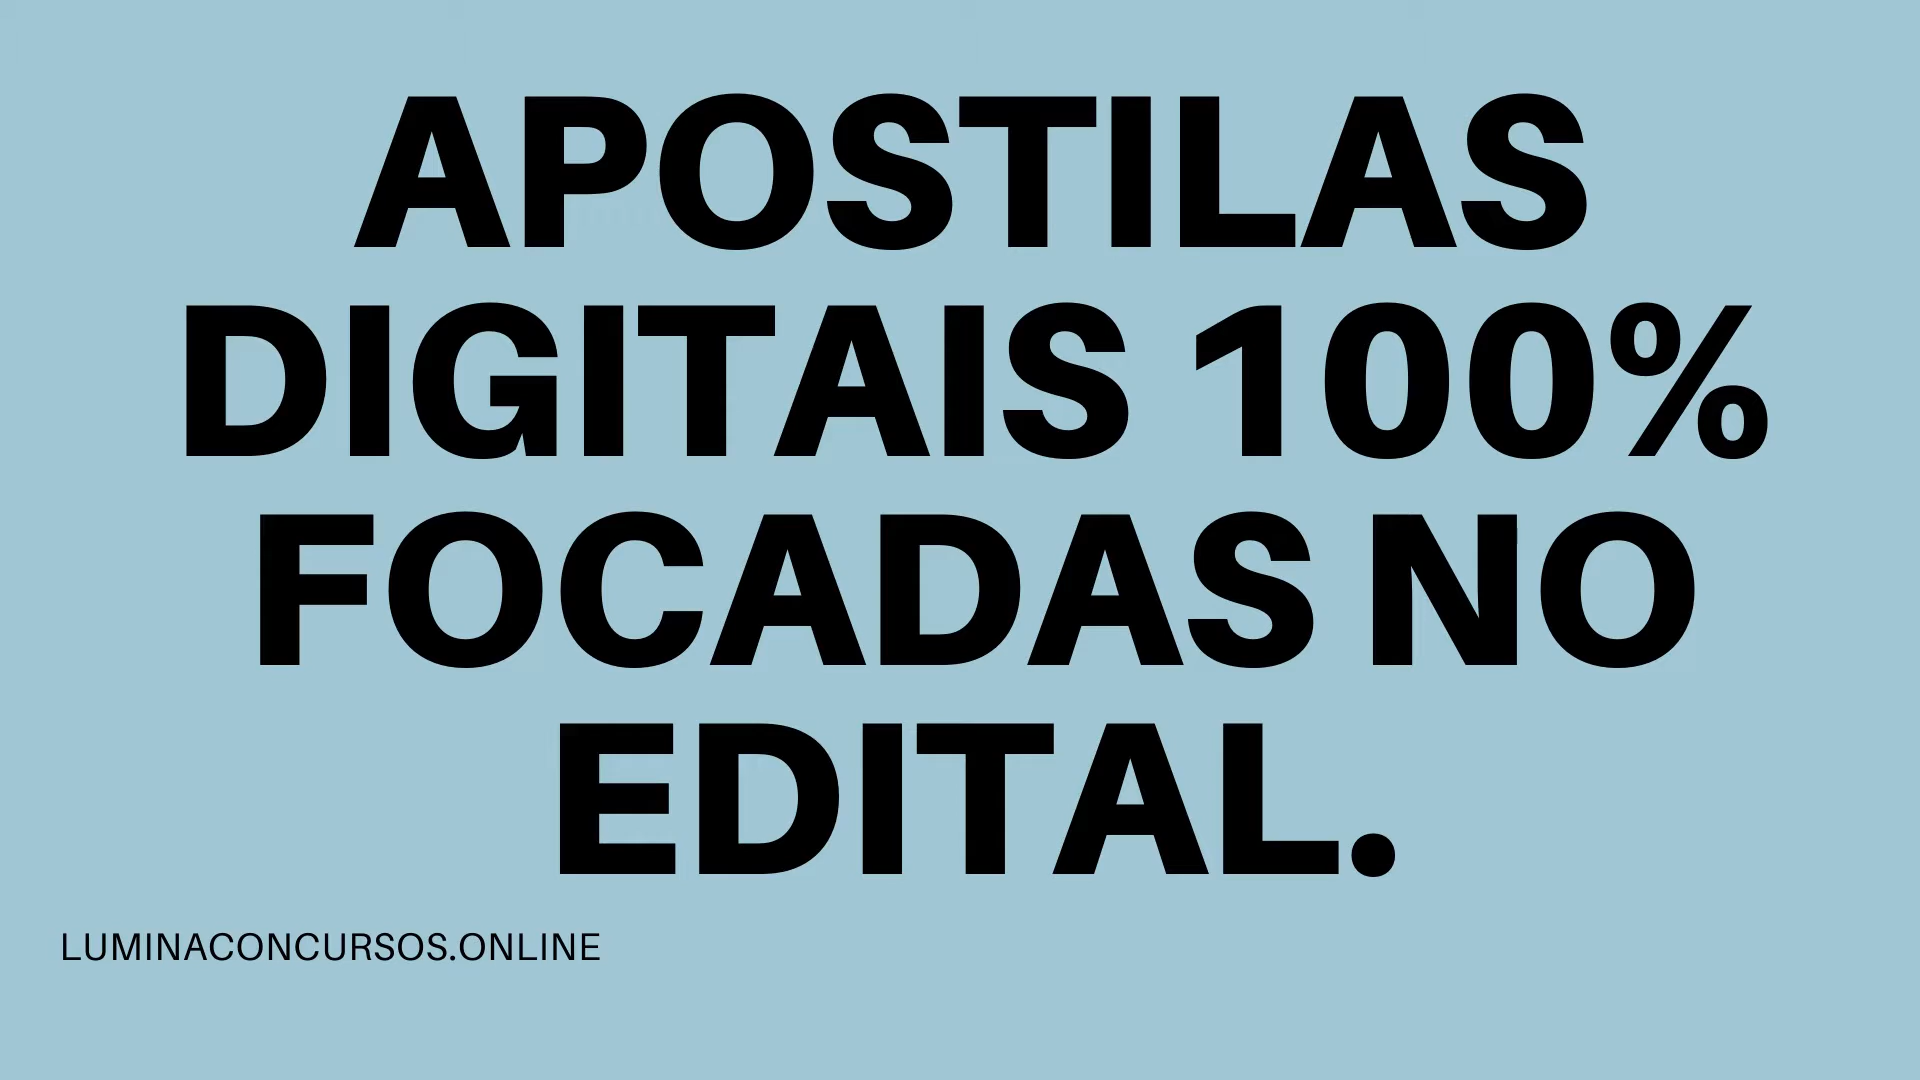 APOSTILAS
DIGITAIS 100%
FOCADAS NO
EDITAL.
LUMINACONCURSOS.ONLINE